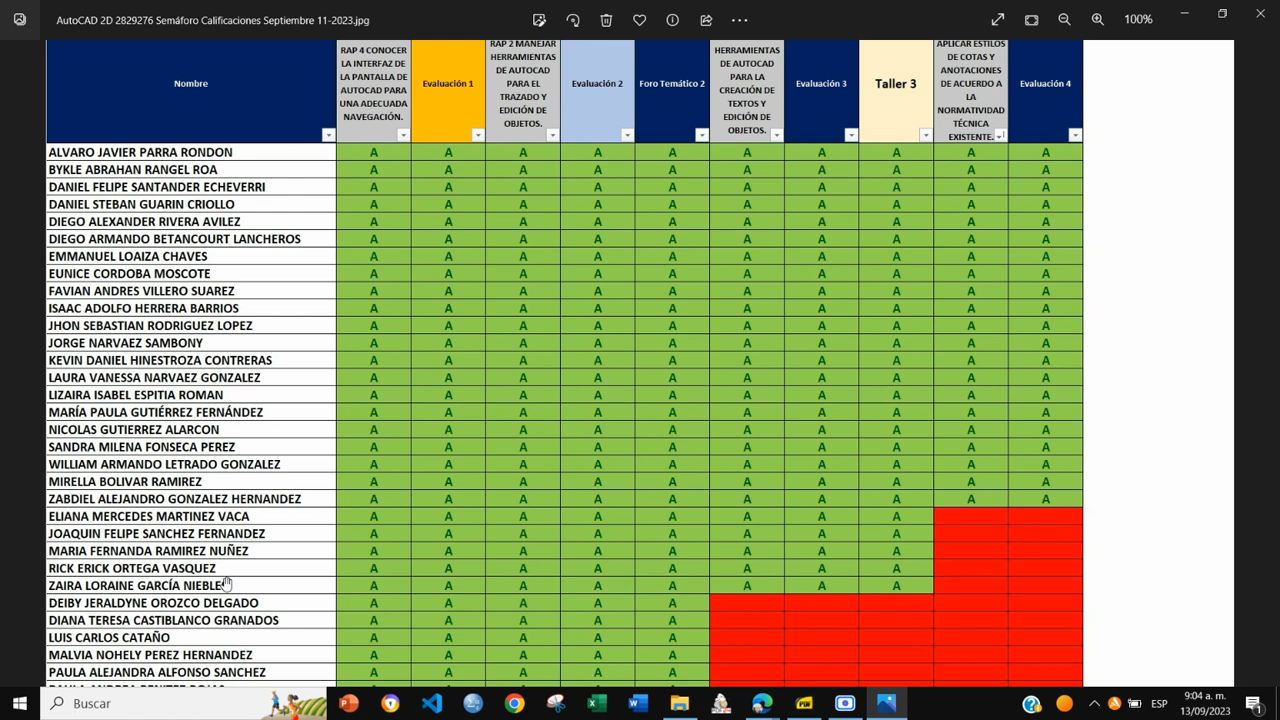 AutoCAD 2D 2829276 Semáforo Calificaciones Septiembre 11-2023.jpg
100%
Nombre
RAP 4 CONOCER
LA INTERFAZ DE
LA PANTALLA DE
AUTOCAD PARA
UNA ADECUADA
NAVEGACIÓN.
Evaluación 1
RAP 2 MANEJAR
HERRAMIENTAS
DE AUTOCAD
PARA EL
TRAZADO Y
EDICIÓN DE
OBJETOS.
Evaluación 2
Foro Temático 2
HERRAMIENTAS
DE AUTOCAD
PARA LA
CREACIÓN DE
TEXTOS Y
EDICIÓN DE
OBJETOS.
Evaluación 3
Taller 3
APLICAR ESTILOS
DE COTAS Y
ANOTACIONES
DE ACUERDO A
LA
NORMATIVIDAD
TÉCNICA
EXISTENTE.
Evaluación 4
ALVARO JAVIER PARRA RONDON A A A A A A A A A A
BYKLE ABRAHAN RANGEL ROA A A A A A A A A A A
DANIEL FELIPE SANTANDER ECHEVERRI A A A A A A A A A A
DANIEL STEBAN GUARIN CRIOLLO A A A A A A A A A A
DIEGO ALEXANDER RIVERA AVILEZ A A A A A A A A A A
DIEGO ARMANDO BETANCOURT LANCHEROS A A A A A A A A A A
EMMANUEL LOAIZA CHAVES A A A A A A A A A A
EUNICE CORDOBA MOSCOTE A A A A A A A A A A
FAVIAN ANDRES VILLERO SUAREZ A A A A A A A A A A
ISAAC ADOLFO HERRERA BARRIOS A A A A A A A A A A
JHON SEBASTIAN RODRIGUEZ LOPEZ A A A A A A A A A A
JORGE NARVAEZ SAMBONY A A A A A A A A A A
KEVIN DANIEL HINESTROZA CONTRERAS A A A A A A A A A A
LAURA VANESSA NARVAEZ GONZALEZ A A A A A A A A A A
LIZAIRA ISABEL ESPITIA ROMAN A A A A A A A A A A
MARÍA PAULA GUTIÉRREZ FERNÁNDEZ A A A A A A A A A A
NICOLAS GUTIERREZ ALARCON A A A A A A A A A A
SANDRA MILENA FONSECA PEREZ A A A A A A A A A A
WILLIAM ARMANDO LETRADO GONZALEZ A A A A A A A A A A
MIRELLA BOLIVAR RAMIREZ A A A A A A A A A A
ZABDIEL ALEJANDRO GONZALEZ HERNANDEZ A A A A A A A A A A
ELIANA MERCEDES MARTINEZ VACA A A A A A A A A
JOAQUIN FELIPE SANCHEZ FERNANDEZ A A A A A A A A
MARIA FERNANDA RAMIREZ NUÑEZ A A A A A A A A
RICK ERICK ORTEGA VASQUEZ A A A A A A A A
ZAIRA LORAINE GARCÍA NIEBLES A A A A A A A A
DEIBY JERALDYNE OROZCO DELGADO A A A A A
DIANA TERESA CASTIBLANCO GRANADOS A A A A A
LUIS CARLOS CATAÑO A A A A A
MALVIA NOHELY PEREZ HERNANDEZ A A A A A
PAULA ALEJANDRA ALFONSO SANCHEZ A A A A A
Buscar
ESP
9:04 a. m.
13/09/2023